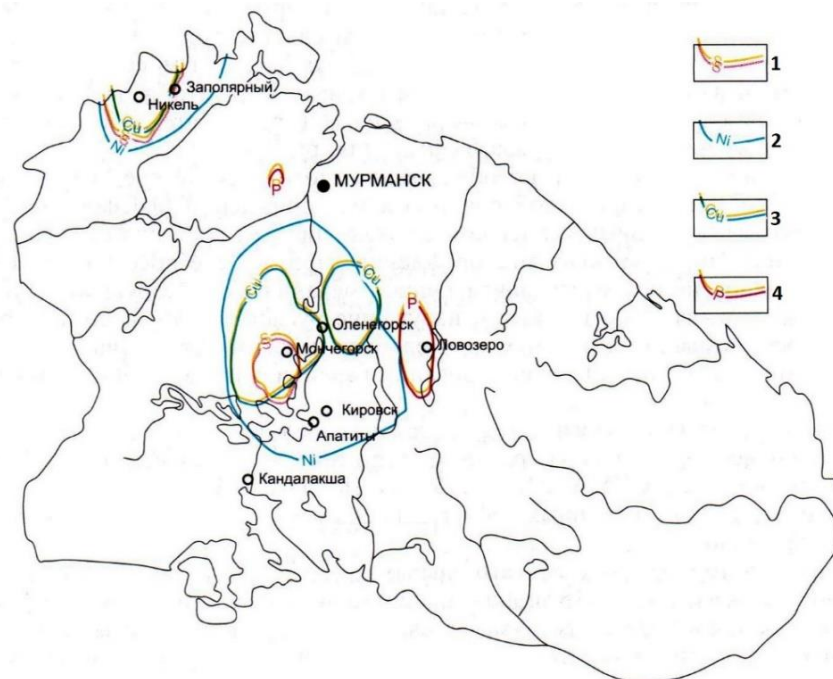 S 1
Заполярный
Никель
Cu
S
Ni
Ni 2
P
МУРМАНСК
Cu 3
Cu
Cu
P 4
P
Оленегорск
S
Мончегорск
Ловозеро
Кировск
Апатиты
Ni
Кандалакша